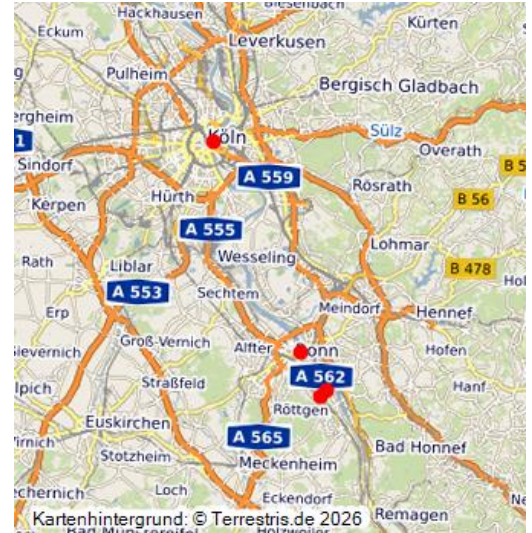 Hackhausen
Eckum
Leverkusen
Kürten
Pulheim
Bergisch Gladbach
Köln
Sülz
Overath
Sindorf
A 559
Rösrath
B 56
Kerpen
Hürth
A 555
Lohmar
Rath
Liblar
Wesseling
B 478
A 553
Sechtem
Meindorf
Hennef
Erp
Groß-Vernich
Alfter
Bonn
Hofen
A 562
Straßfeld
Röttgen
Hanf
Euskirchen
A 565
Bad Honnef
Stotzheim
Meckenheim
Loch
Eckendorf
Remagen
Kartenhintergrund: © Terrestris.de 2026